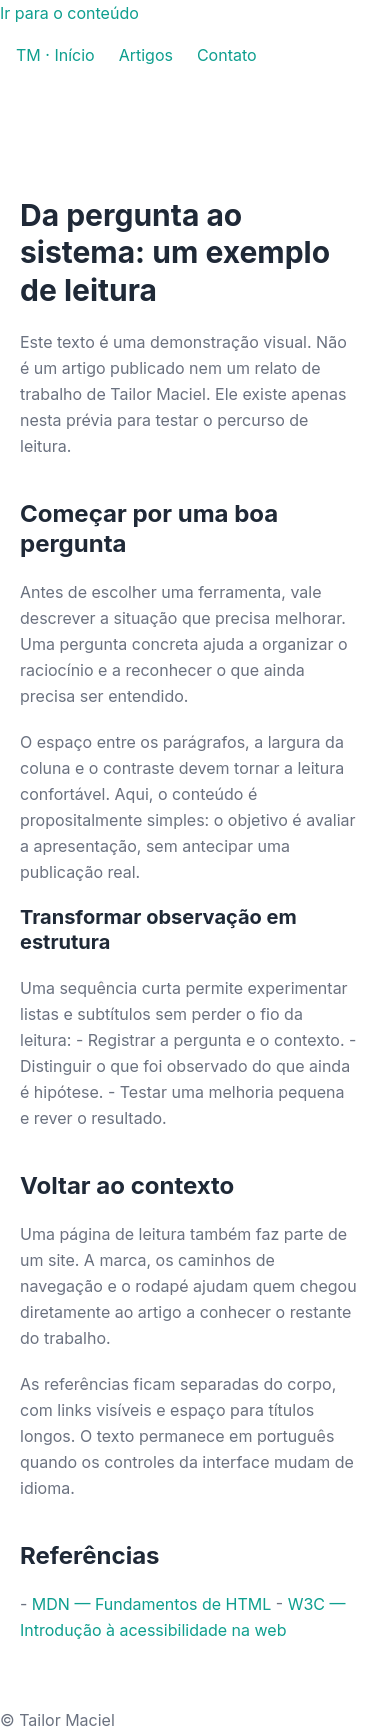 Ir para o conteúdo
TM · Início Artigos Contato
Da pergunta ao
sistema: um exemplo
de leitura
Este texto é uma demonstração visual. Não
é um artigo publicado nem um relato de
trabalho de Tailor Maciel. Ele existe apenas
nesta prévia para testar o percurso de
leitura.
Começar por uma boa
pergunta
Antes de escolher uma ferramenta, vale
descrever a situação que precisa melhorar.
Uma pergunta concreta ajuda a organizar o
raciocínio e a reconhecer o que ainda
precisa ser entendido.
O espaço entre os parágrafos, a largura da
coluna e o contraste devem tornar a leitura
confortável. Aqui, o conteúdo é
propositalmente simples: o objetivo é avaliar
a apresentação, sem antecipar uma
publicação real.
Transformar observação em
estrutura
Uma sequência curta permite experimentar
listas e subtítulos sem perder o fio da
leitura: - Registrar a pergunta e o contexto. -
Distinguir o que foi observado do que ainda
é hipótese. - Testar uma melhoria pequena
e rever o resultado.
Voltar ao contexto
Uma página de leitura também faz parte de
um site. A marca, os caminhos de
navegação e o rodapé ajudam quem chegou
diretamente ao artigo a conhecer o restante
do trabalho.
As referências ficam separadas do corpo,
com links visíveis e espaço para títulos
longos. O texto permanece em português
quando os controles da interface mudam de
idioma.
Referências
- MDN — Fundamentos de HTML - W3C —
Introdução à acessibilidade na web
© Tailor Maciel